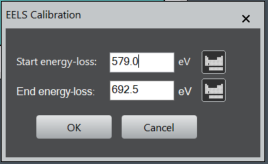 EELS Calibration
Start energy-loss: 579.0 eV
End energy-loss: 692.5 eV
OK Cancel